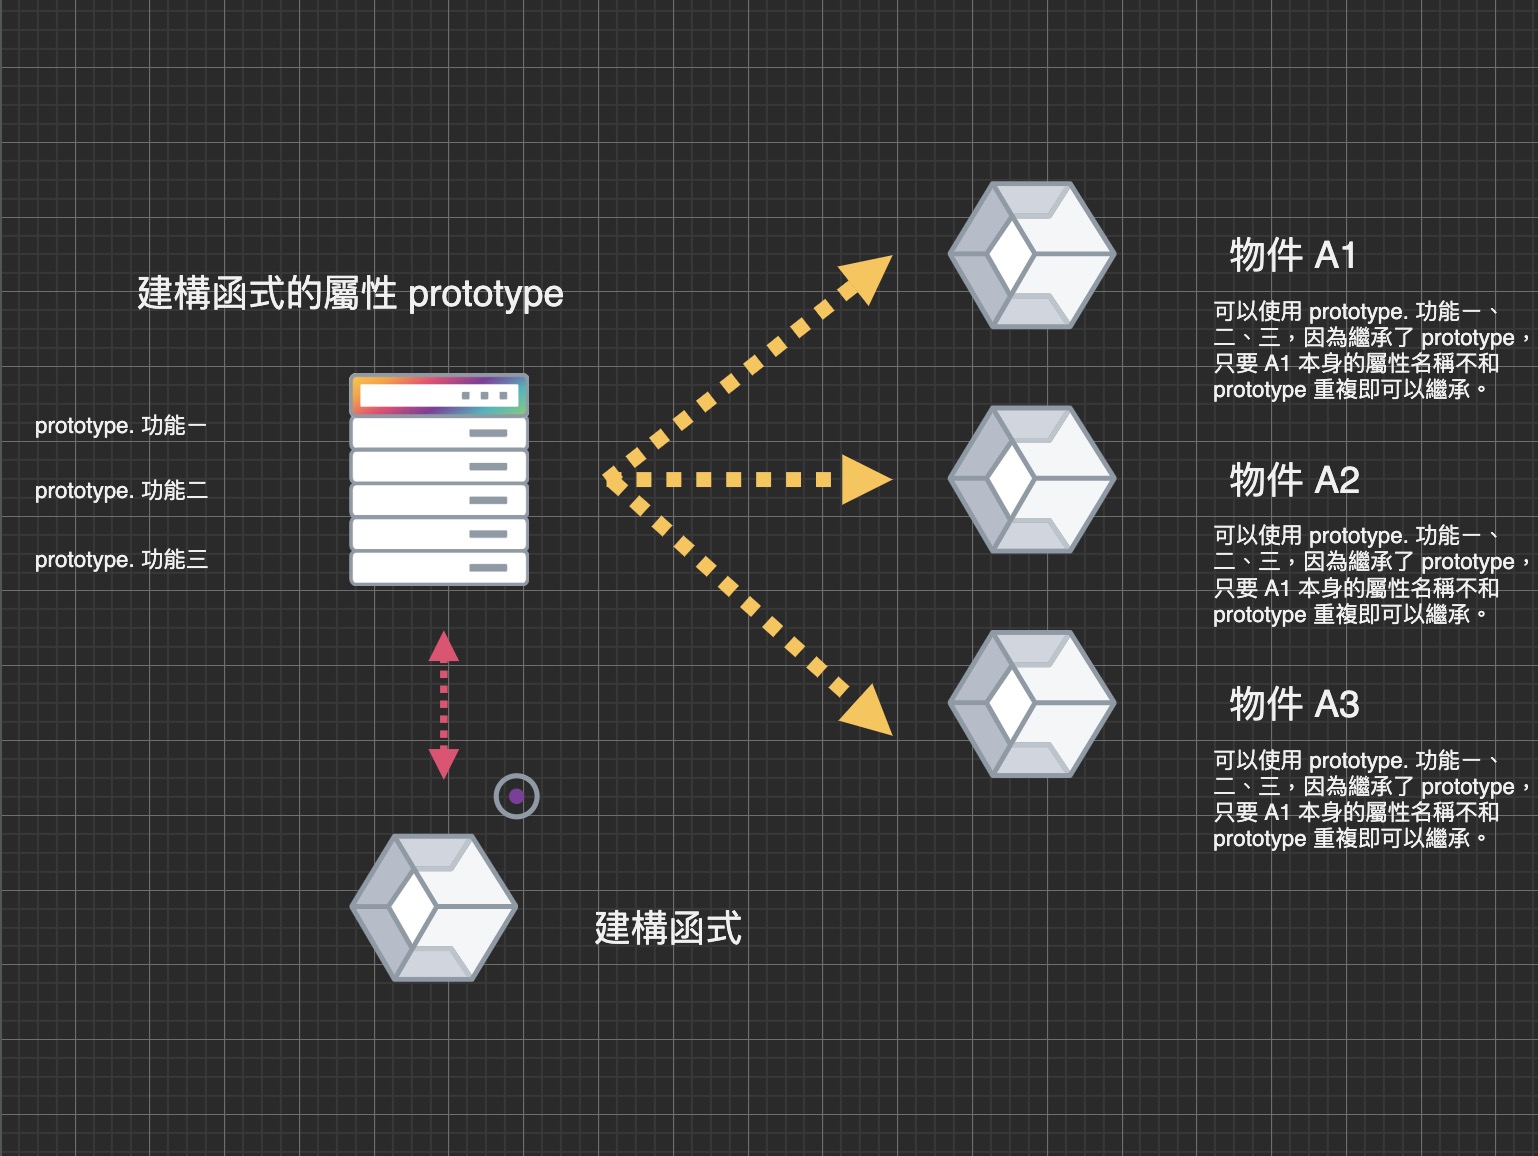 建構函式的屬性 prototype
prototype. 功能一
prototype. 功能二
prototype. 功能三
建構函式
物件 A1
可以使用 prototype. 功能一、
二、三，因為繼承了 prototype，
只要 A1 本身的屬性名稱不和
prototype 重複即可以繼承。
物件 A2
可以使用 prototype. 功能一、
二、三，因為繼承了 prototype，
只要 A1 本身的屬性名稱不和
prototype 重複即可以繼承。
物件 A3
可以使用 prototype. 功能一、
二、三，因為繼承了 prototype，
只要 A1 本身的屬性名稱不和
prototype 重複即可以繼承。